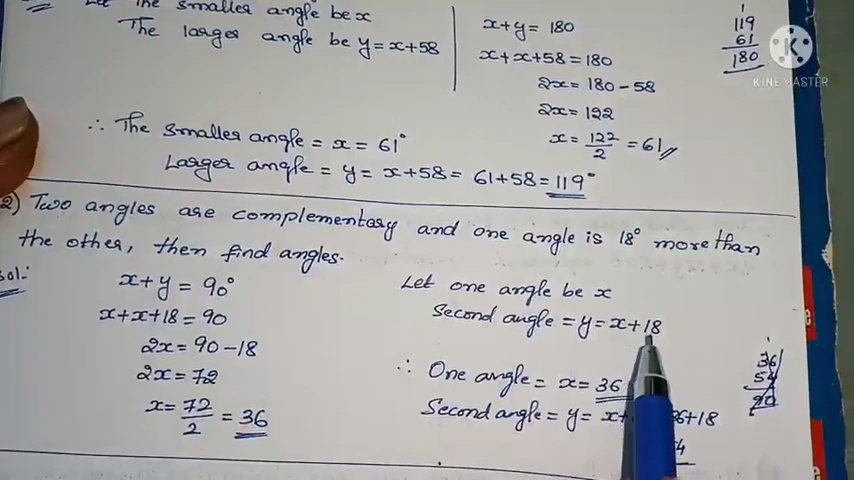 Let the smaller angle be x
The larger angle be y = x+58
x+y = 180
x+x+58 = 180
2x = 180 - 58
2x = 122
x = 122/2 = 61
119
61
180
KINEMASTER
∴ The smaller angle = x = 61°
Larger angle = y = x+58 = 61+58 = 119°
2) Two angles are complementary and one angle is 18° more than
the other, then find angles.
Sol:
x+y = 90°
x+x+18 = 90
2x = 90 - 18
2x = 72
x = 72/2 = 36
Let one angle be x
Second angle = y = x+18
∴ One angle = x = 36
Second angle = y = 36+18
36
54
90